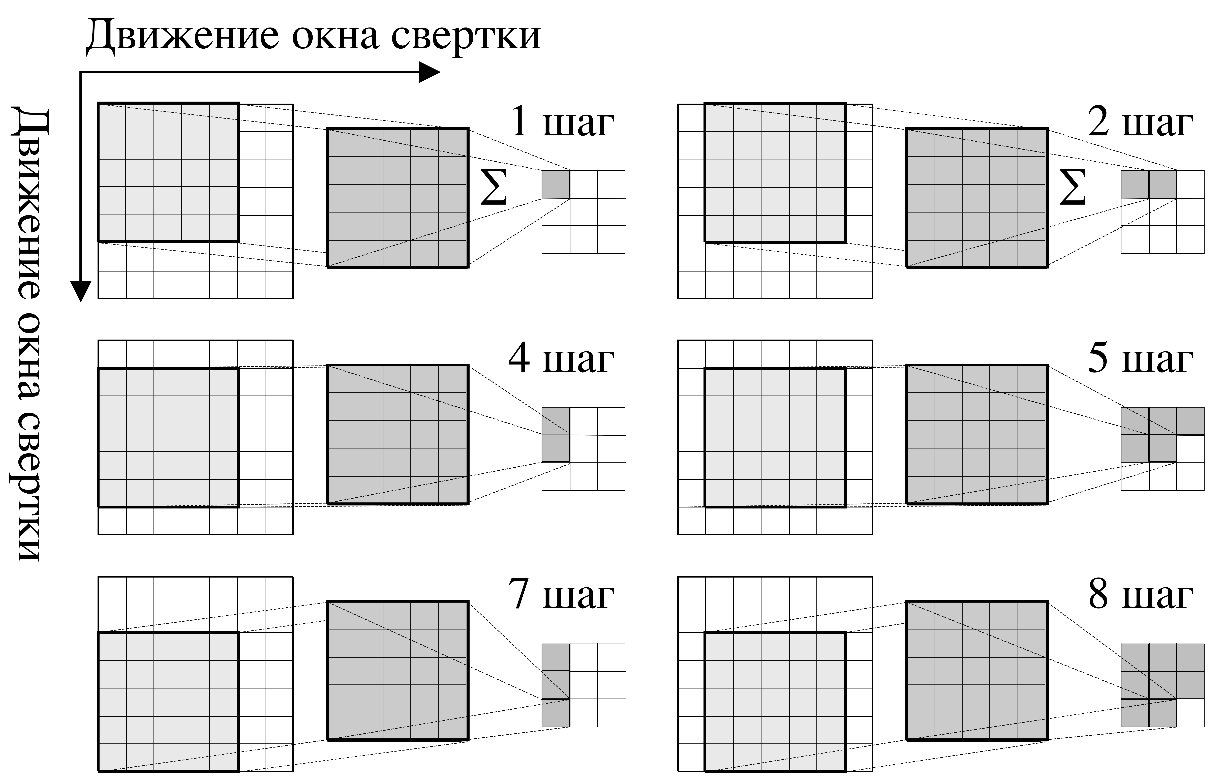 Движение окна свертки
Движение окна свертки
1 шаг
Σ
2 шаг
Σ
4 шаг
5 шаг
7 шаг
8 шаг